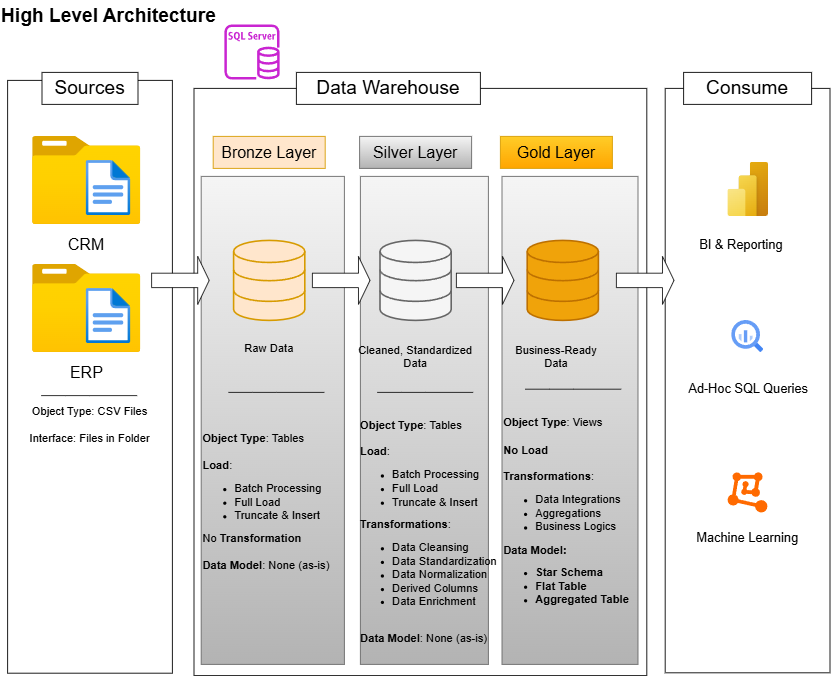 High Level Architecture
SQL Server
Sources
Data Warehouse
Consume
CRM
ERP
Object Type: CSV Files
Interface: Files in Folder
Bronze Layer
Raw Data
Object Type: Tables
Load:
Batch Processing
Full Load
Truncate & Insert
No Transformation
Data Model: None (as-is)
Silver Layer
Cleaned, Standardized
Data
Object Type: Tables
Load:
Batch Processing
Full Load
Truncate & Insert
Transformations:
Data Cleansing
Data Standardization
Data Normalization
Derived Columns
Data Enrichment
Data Model: None (as-is)
Gold Layer
Business-Ready
Data
Object Type: Views
No Load
Transformations:
Data Integrations
Aggregations
Business Logics
Data Model:
Star Schema
Flat Table
Aggregated Table
BI & Reporting
Ad-Hoc SQL Queries
Machine Learning